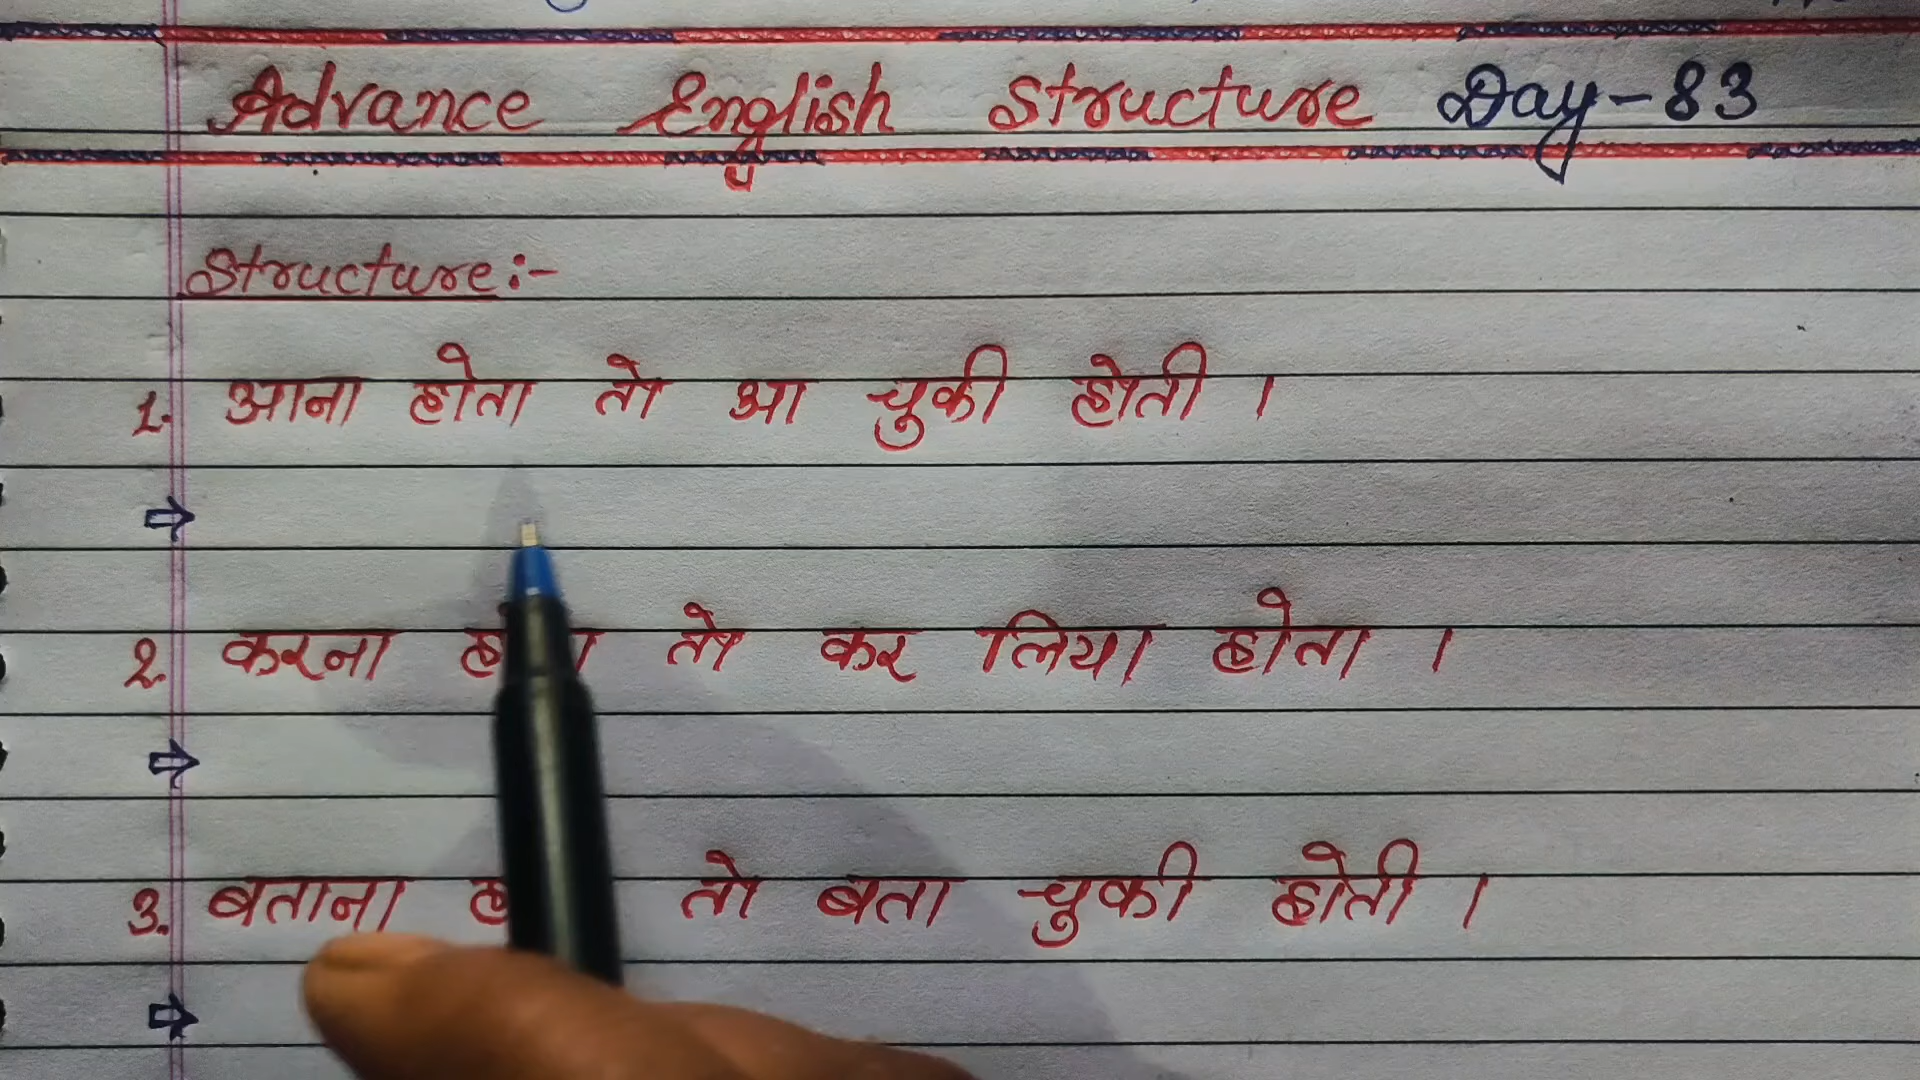 Advance English Structure Day-83
Structure:-
1. आना होता तो आ चुकी होती ।
⇒
2. करना तो कर लिया होता ।
⇒
3. बताना तो बता चुकी होती ।
⇒